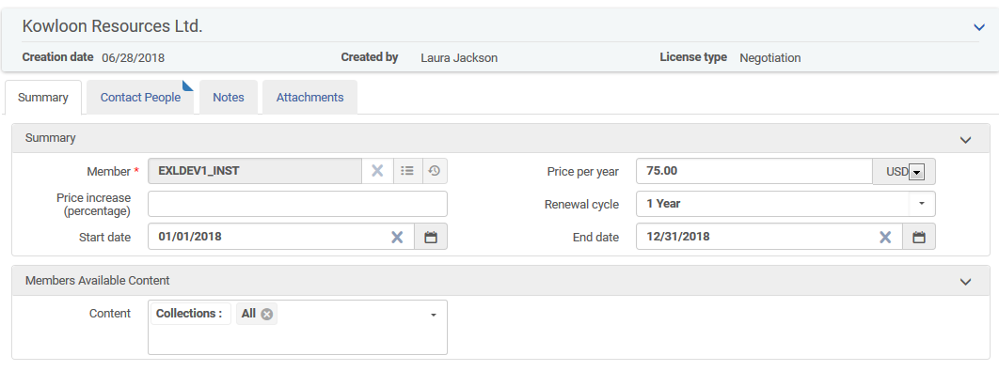 Kowloon Resources Ltd.
Creation date 06/28/2018 Created by Laura Jackson License type Negotiation
Summary Contact People Notes Attachments
Summary
Member * EXLDEV1_INST Price per year 75.00 USD
Price increase
(percentage) Renewal cycle 1 Year
Start date 01/01/2018 End date 12/31/2018
Members Available Content
Content Collections : All